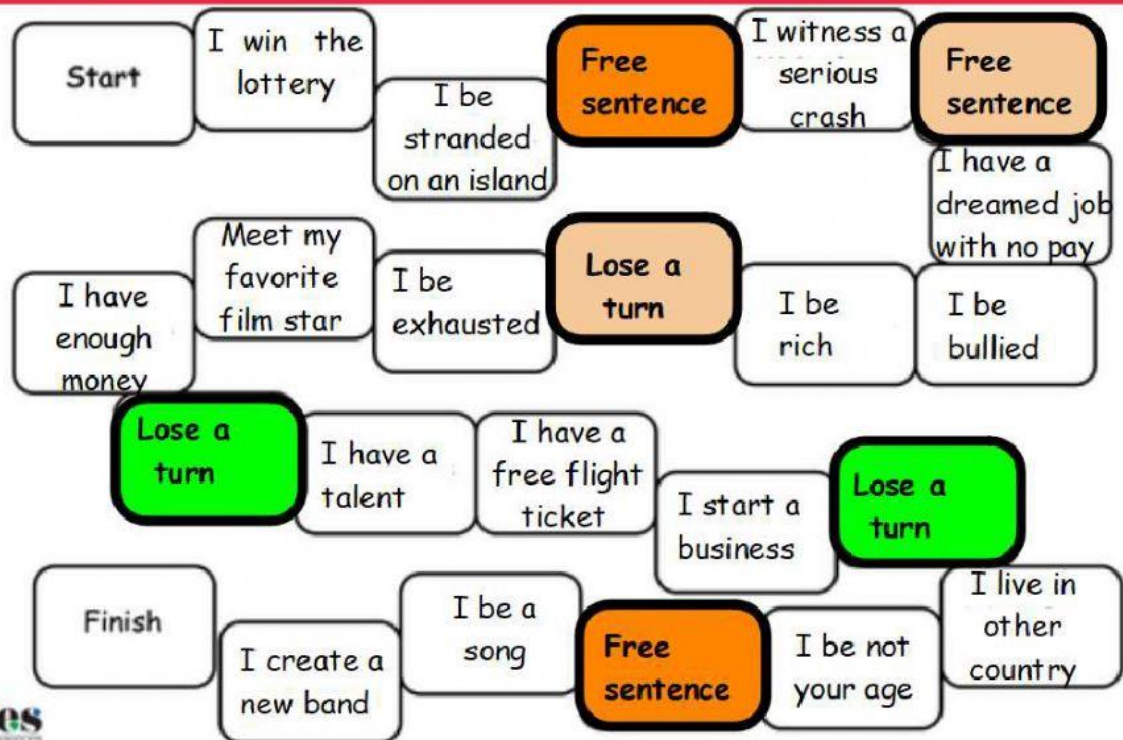 Start
I win the
lottery
I be
stranded
on an island
Free
sentence
I witness a
serious
crash
Free
sentence
I have a
dreamed job
with no pay
I be
bullied
I be
rich
Lose a
turn
I be
exhausted
Meet my
favorite
film star
I have
enough
money
Lose a
turn
I have a
talent
I have a
free flight
ticket
I start a
business
Lose a
turn
I live in
other
country
I be not
your age
Free
sentence
I be a
song
I create a
new band
Finish
es